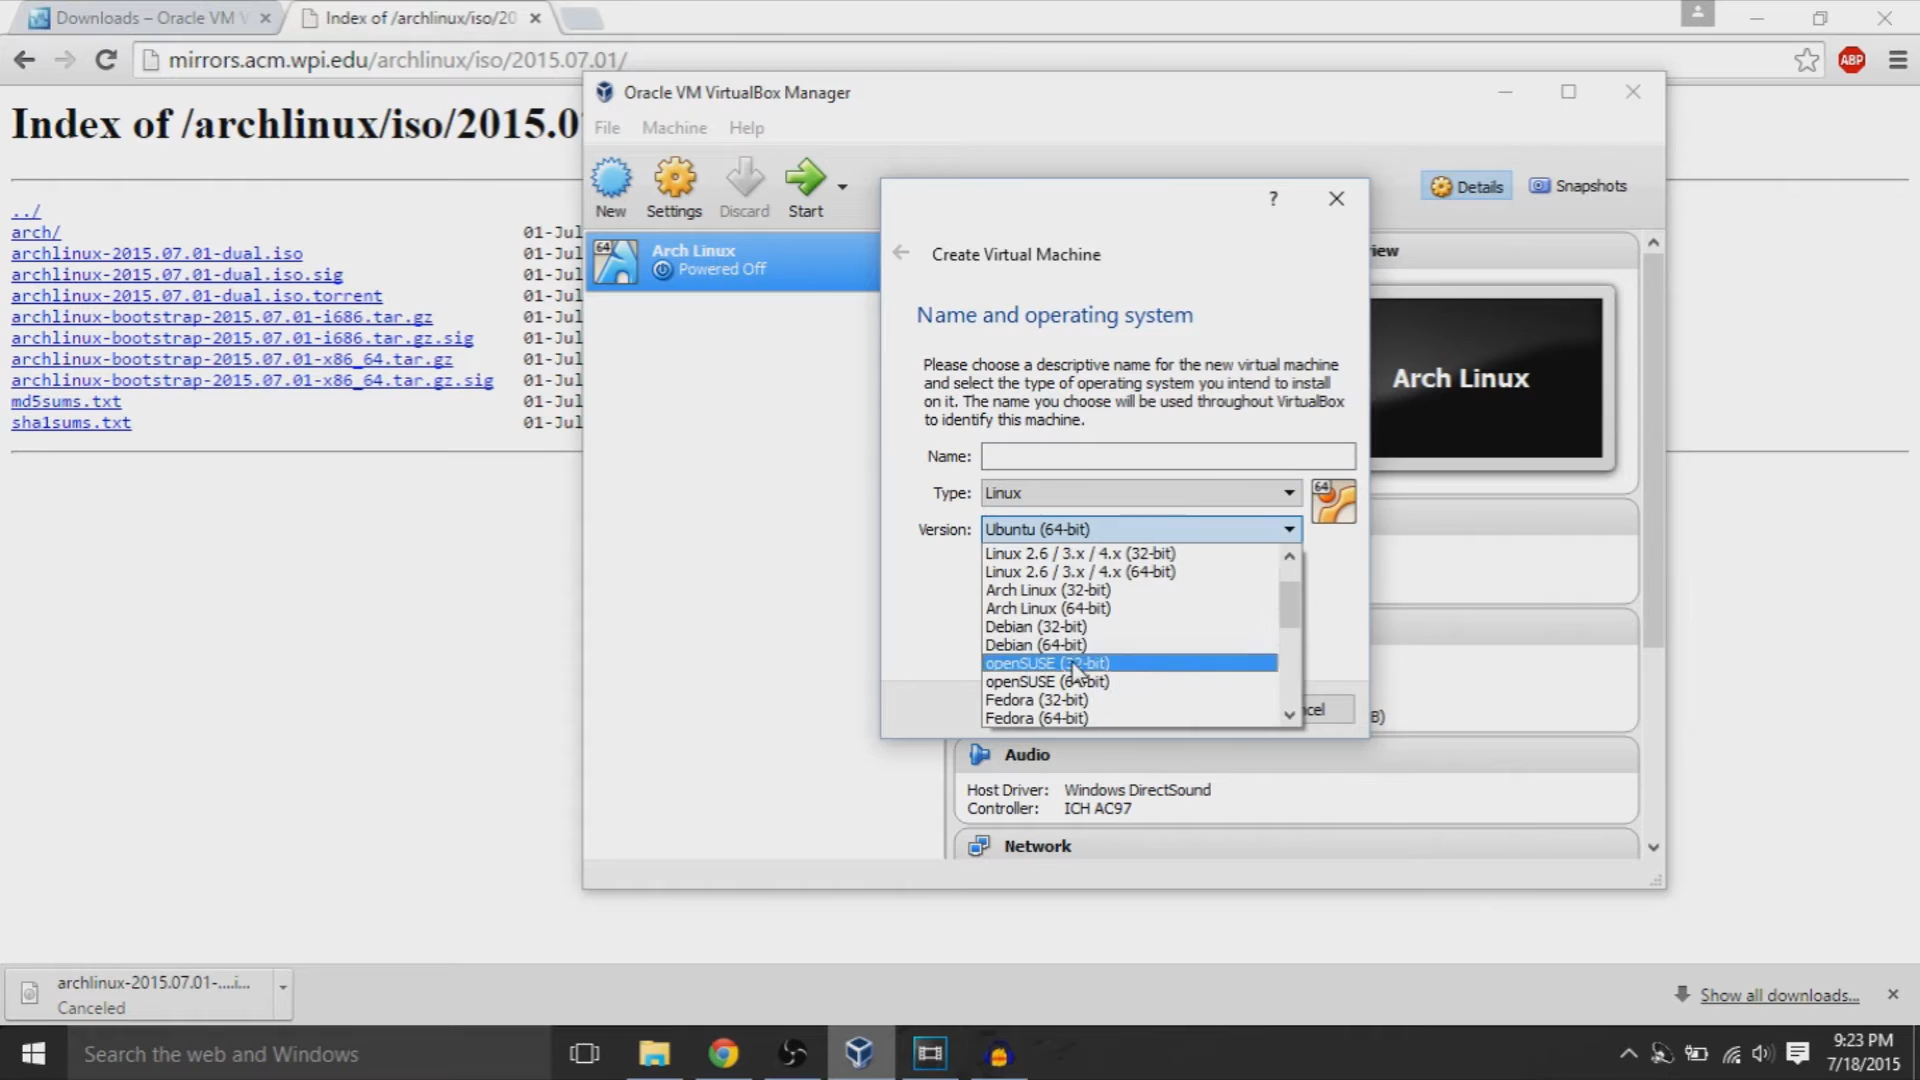 Downloads – Oracle VM V
Index of /archlinux/iso/20
mirrors.acm.wpi.edu/archlinux/iso/2015.07.01/
ABP
Index of /archlinux/iso/2015.0
../
arch/ 01-Jul
archlinux-2015.07.01-dual.iso 01-Jul
archlinux-2015.07.01-dual.iso.sig 01-Jul
archlinux-2015.07.01-dual.iso.torrent 01-Jul
archlinux-bootstrap-2015.07.01-i686.tar.gz 01-Jul
archlinux-bootstrap-2015.07.01-i686.tar.gz.sig 01-Jul
archlinux-bootstrap-2015.07.01-x86_64.tar.gz 01-Jul
archlinux-bootstrap-2015.07.01-x86_64.tar.gz.sig 01-Jul
md5sums.txt 01-Jul
sha1sums.txt 01-Jul
Oracle VM VirtualBox Manager
File Machine Help
New Settings Discard Start
Details Snapshots
64
Arch Linux
Powered Off
iew
Arch Linux
?
Create Virtual Machine
Name and operating system
Please choose a descriptive name for the new virtual machine
and select the type of operating system you intend to install
on it. The name you choose will be used throughout VirtualBox
to identify this machine.
Name:
Type: Linux
64
Version: Ubuntu (64-bit)
Linux 2.6 / 3.x / 4.x (32-bit)
Linux 2.6 / 3.x / 4.x (64-bit)
Arch Linux (32-bit)
Arch Linux (64-bit)
Debian (32-bit)
Debian (64-bit)
openSUSE (32-bit)
openSUSE (64-bit)
Fedora (32-bit)
Fedora (64-bit)
cel
B)
Audio
Host Driver: Windows DirectSound
Controller: ICH AC97
Network
archlinux-2015.07.01-....i...
Canceled
Show all downloads...
Search the web and Windows
9:23 PM
7/18/2015